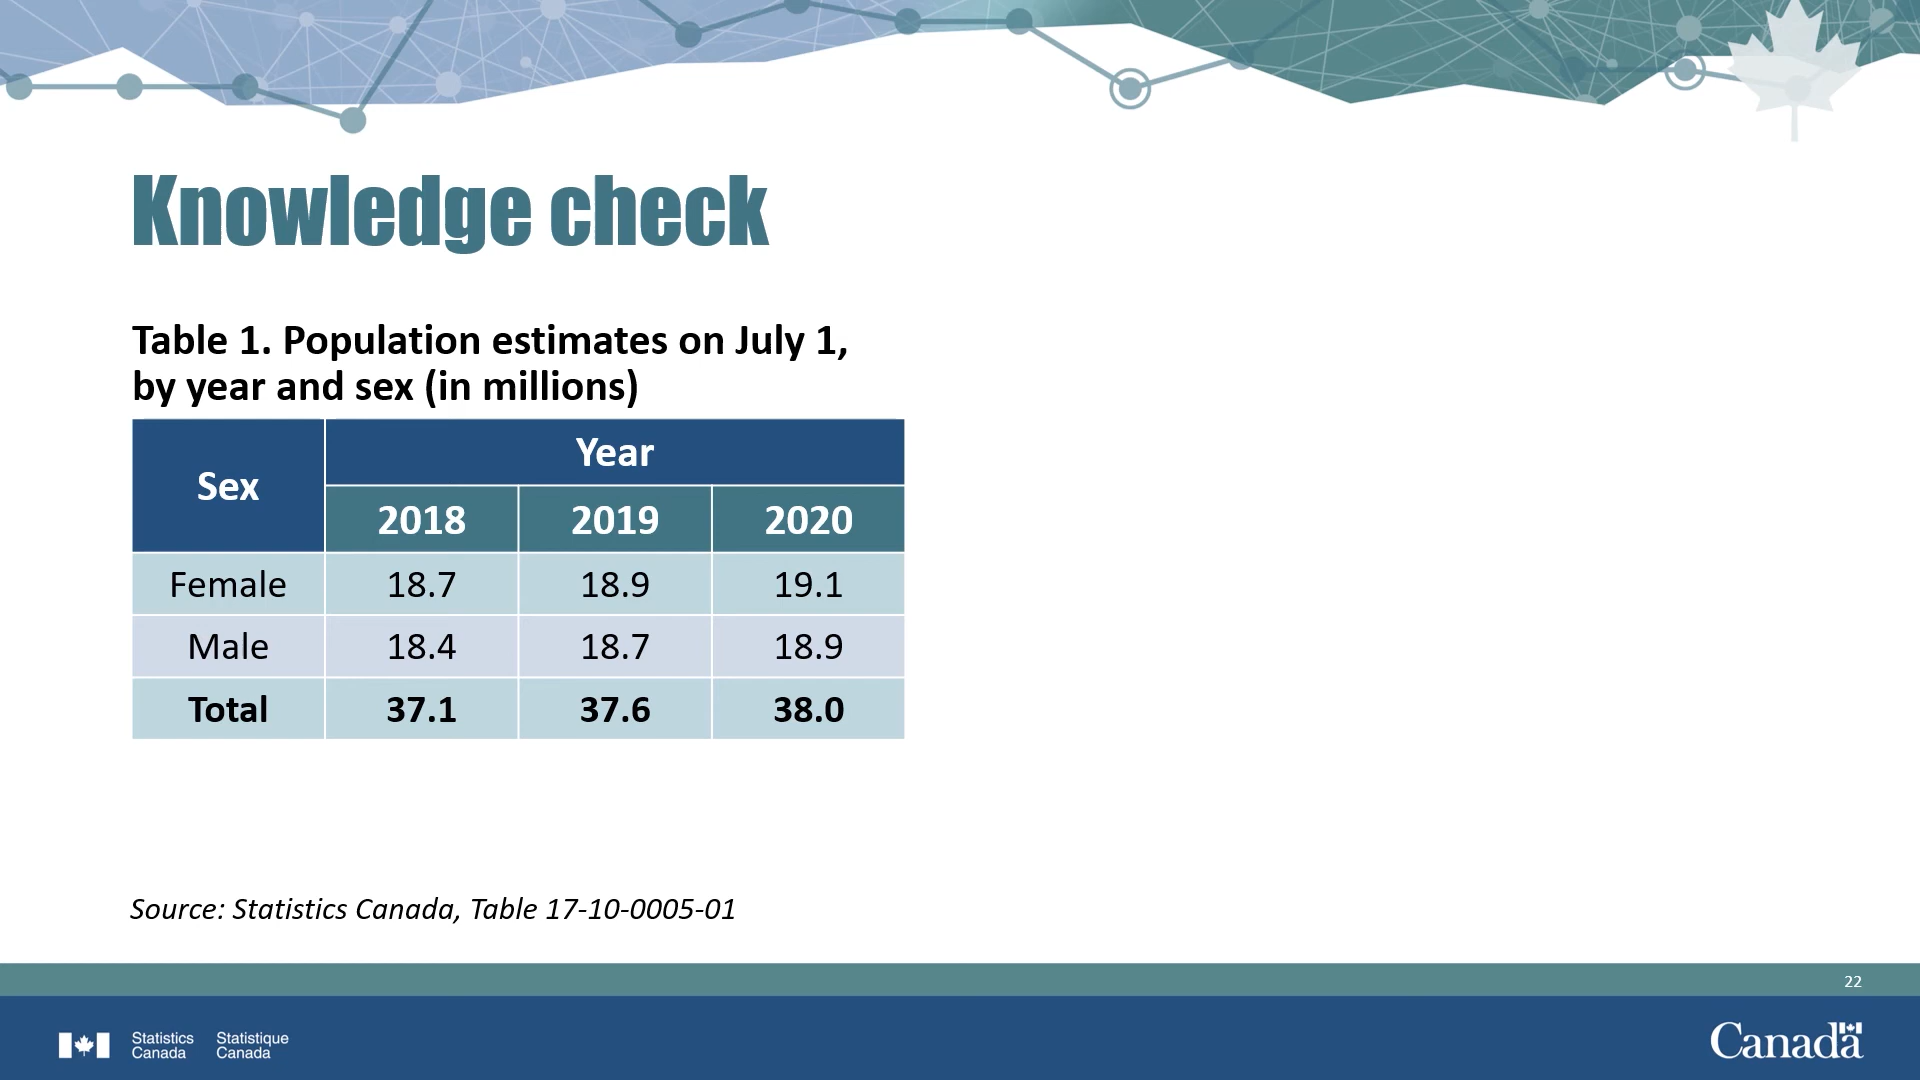 Knowledge check
Table 1. Population estimates on July 1,
by year and sex (in millions)
Sex Year
2018 2019 2020
Female 18.7 18.9 19.1
Male 18.4 18.7 18.9
Total 37.1 37.6 38.0
Source: Statistics Canada, Table 17-10-0005-01
22
Statistics Statistique
Canada Canada
Canada